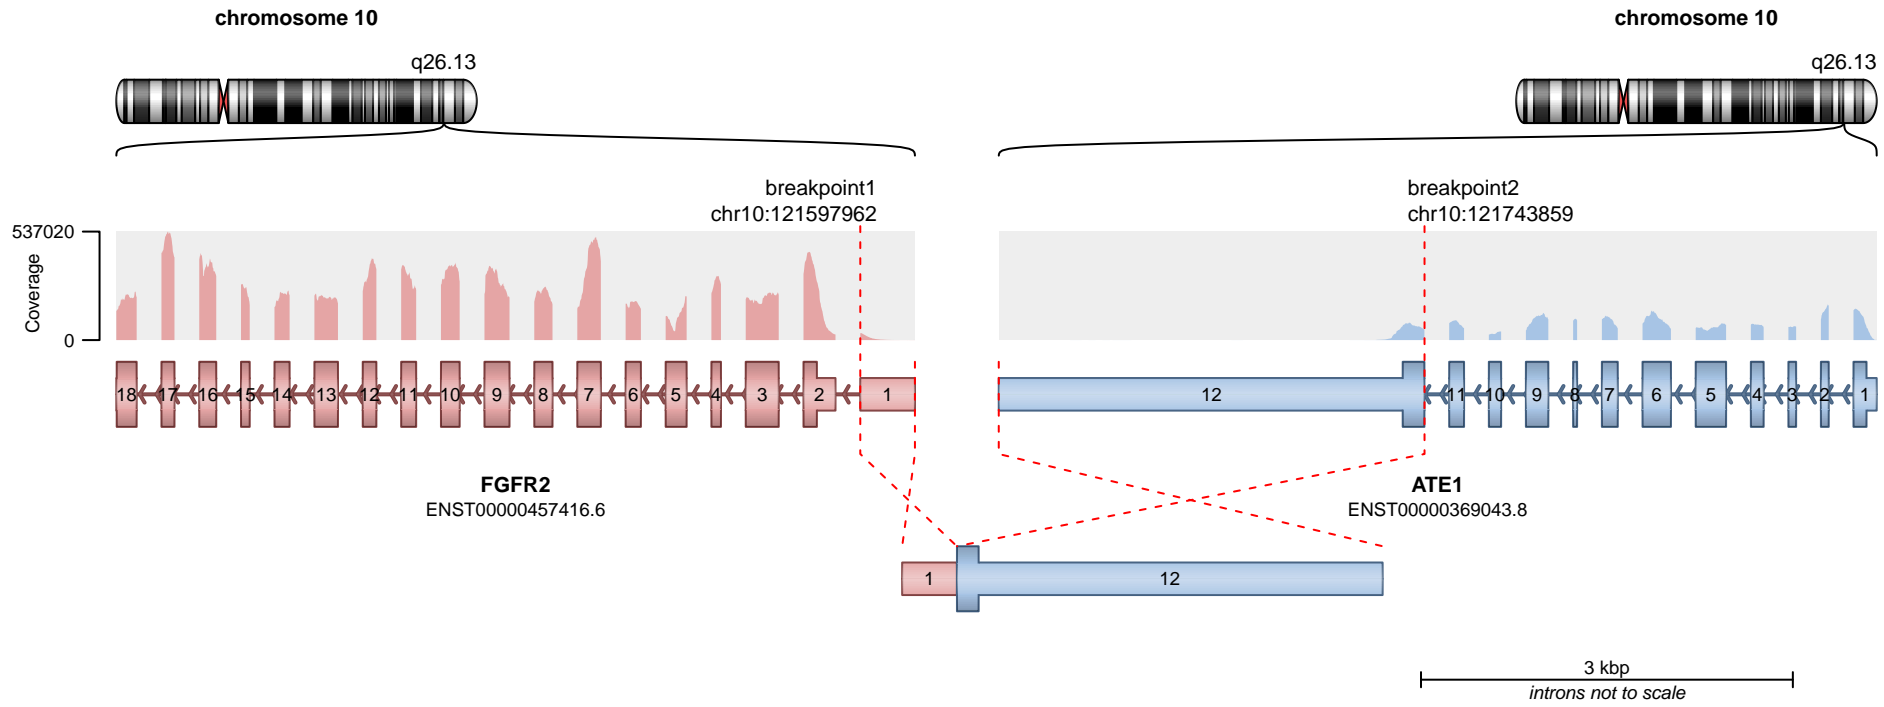 chromosome 10
chromosome 10
q26.13
q26.13
breakpoint1
chr10:121597962
breakpoint2
chr10:121743859
537020
Coverage
0
18 17 16 15 14 13 12 11 10 9 8 7 6 5 4 3 2 1
12 11 10 9 8 7 6 5 4 3 2 1
FGFR2
ENST00000457416.6
ATE1
ENST00000369043.8
1 12
3 kbp
introns not to scale